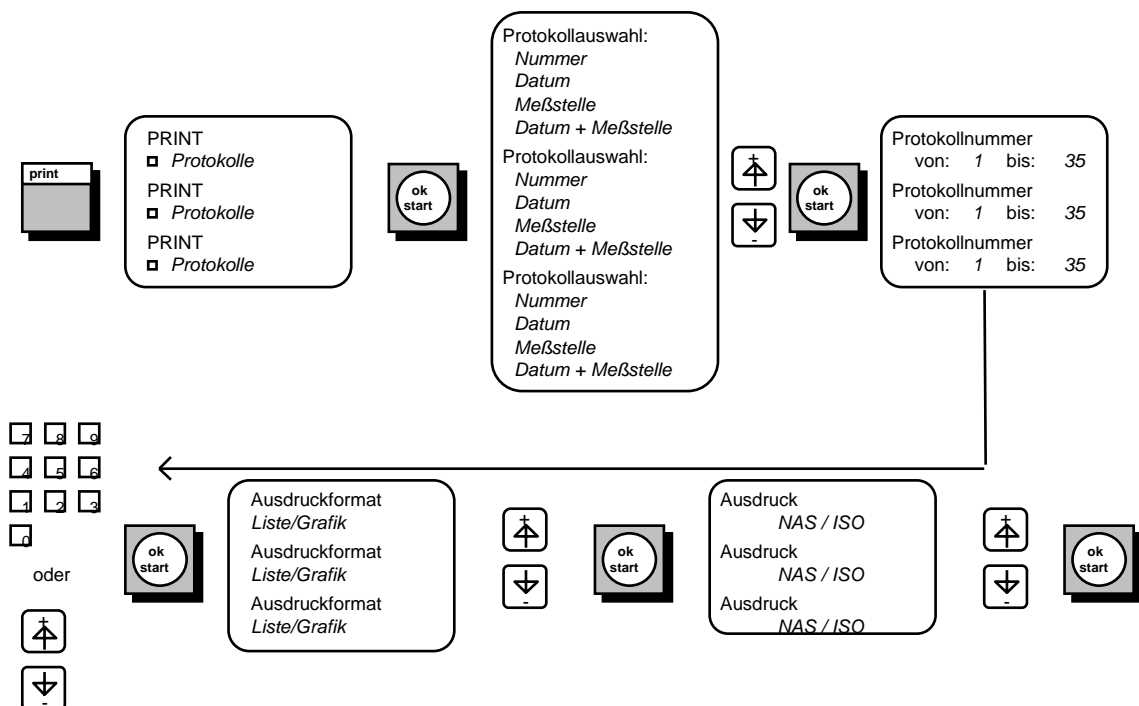 print
PRINT
Protokolle
PRINT
Protokolle
PRINT
Protokolle
ok
start
Protokollauswahl:
Nummer
Datum
Meßstelle
Datum + Meßstelle
Protokollauswahl:
Nummer
Datum
Meßstelle
Datum + Meßstelle
Protokollauswahl:
Nummer
Datum
Meßstelle
Datum + Meßstelle
+
-
ok
start
Protokollnummer
von: 1 bis: 35
Protokollnummer
von: 1 bis: 35
Protokollnummer
von: 1 bis: 35
7 8 9
4 5 6
1 2 3
0
oder
+
-
ok
start
Ausdruckformat
Liste/Grafik
Ausdruckformat
Liste/Grafik
Ausdruckformat
Liste/Grafik
+
-
ok
start
Ausdruck
NAS / ISO
Ausdruck
NAS / ISO
Ausdruck
NAS / ISO
+
-
ok
start